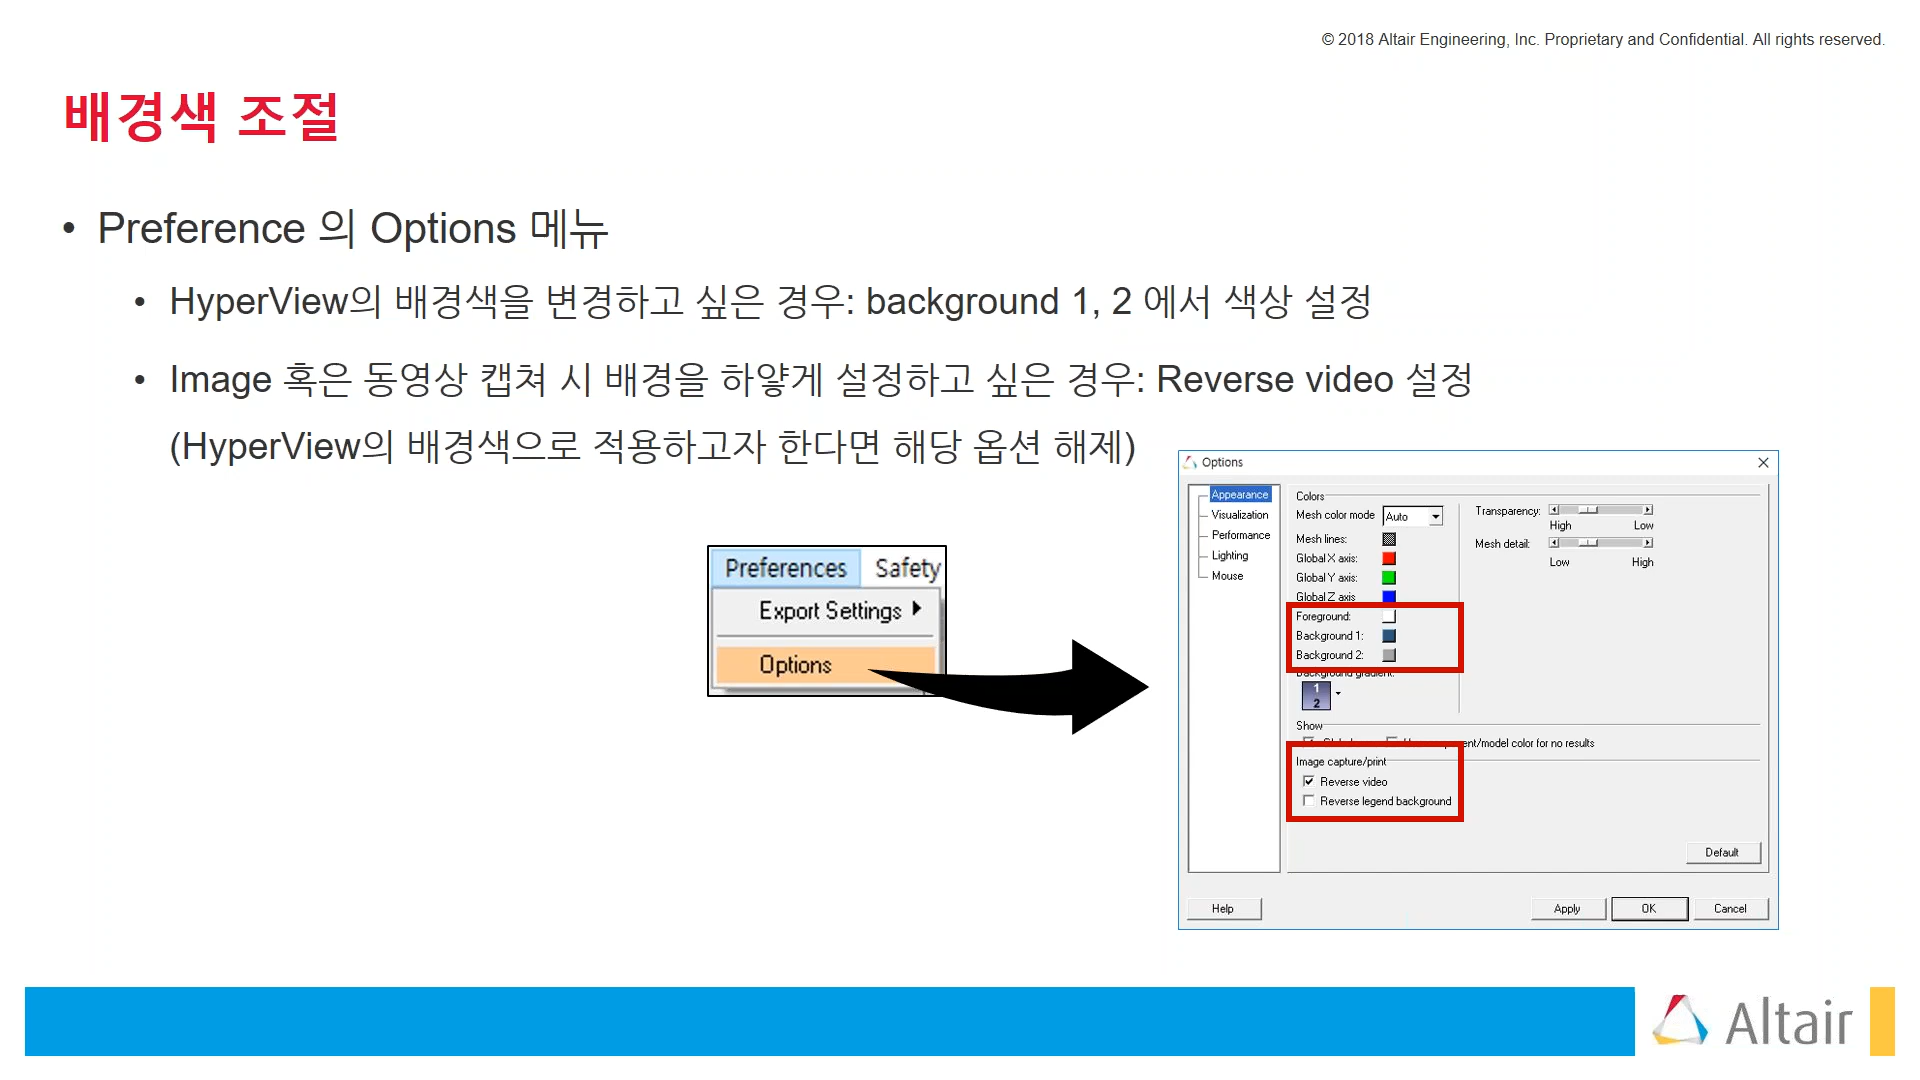 © 2018 Altair Engineering, Inc. Proprietary and Confidential. All rights reserved.
배경색 조절
• Preference 의 Options 메뉴
• HyperView의 배경색을 변경하고 싶은 경우: background 1, 2 에서 색상 설정
• Image 혹은 동영상 캡쳐 시 배경을 하얗게 설정하고 싶은 경우: Reverse video 설정
(HyperView의 배경색으로 적용하고자 한다면 해당 옵션 해제)
Preferences Safety
Export Settings
Options
Options
Appearance
Visualization
Performance
Lighting
Mouse
Colors
Mesh color mode Auto
Mesh lines:
Global X axis:
Global Y axis:
Global Z axis
Foreground:
Background 1:
Background 2:
Background gradient:
1
2
Transparency:
High Low
Mesh detail:
Low High
Show
ent/model color for no results
Image capture/print
Reverse video
Reverse legend background
Default
Help Apply OK Cancel
Altair